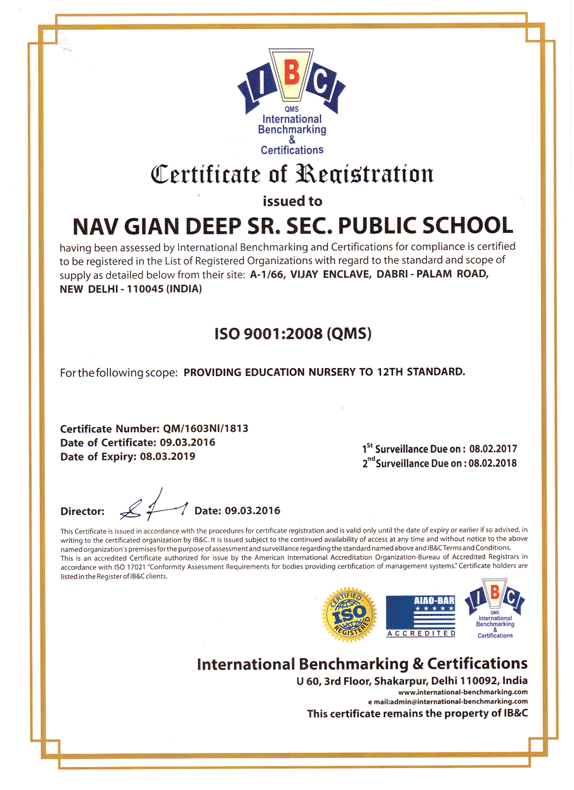 IBC
QMS
International
Benchmarking
&
Certifications
Certificate of Registration
issued to
NAV GIAN DEEP SR. SEC. PUBLIC SCHOOL
having been assessed by International Benchmarking and Certifications for compliance is certified
to be registered in the List of Registered Organizations with regard to the standard and scope of
supply as detailed below from their site: A-1/66, VIJAY ENCLAVE, DABRI - PALAM ROAD,
NEW DELHI - 110045 (INDIA)
ISO 9001:2008 (QMS)
For the following scope: PROVIDING EDUCATION NURSERY TO 12TH STANDARD.
Certificate Number: QM/1603NI/1813
Date of Certificate: 09.03.2016
Date of Expiry: 08.03.2019
1St Surveillance Due on : 08.02.2017
2nd Surveillance Due on : 08.02.2018
Director: Date: 09.03.2016
This Certificate is issued in accordance with the procedures for certificate registration and is valid only until the date of expiry or earlier if so advised, in
writing to the certificated organization by IB&C. It is issued subject to the continued availability of access at any time and without notice to the above
named organization's premises for the purpose of assessment and surveillance regarding the standard named above and IB&C Terms and Conditions.
This is an accredited Certificate authorized for issue by the American International Accreditation Organization-Bureau of Accredited Registrars in
accordance with ISO 17021 "Conformity Assessment Requirements for bodies providing certification of management systems." Certificate holders are
listed in the Register of IB&C clients.
CERTIFIED
ISO
REGISTERED
AIAO-BAR
ACCREDITED
IBC
QMS
International
Benchmarking
&
Certifications
International Benchmarking & Certifications
U 60, 3rd Floor, Shakarpur, Delhi 110092, India
www.international-benchmarking.com
e mail:admin@international-benchmarking.com
This certificate remains the property of IB&C